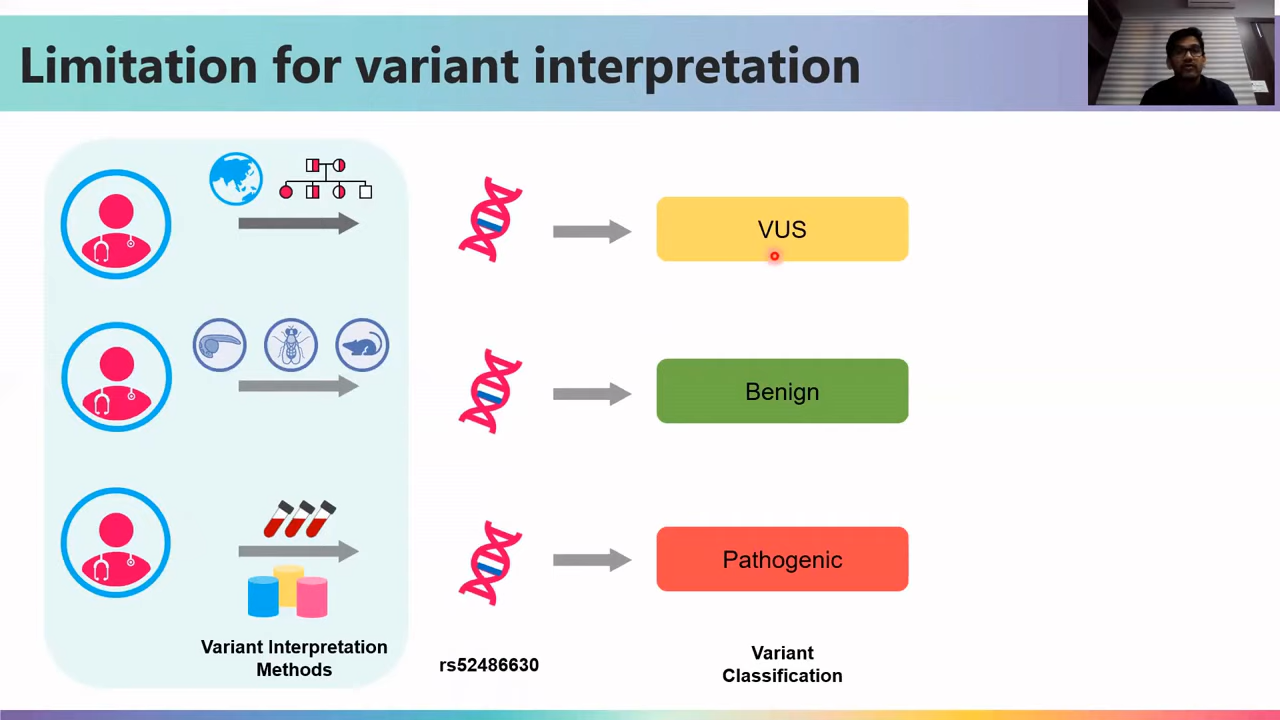 Limitation for variant interpretation
VUS
Benign
Pathogenic
Variant Interpretation
Methods
rs52486630
Variant
Classification